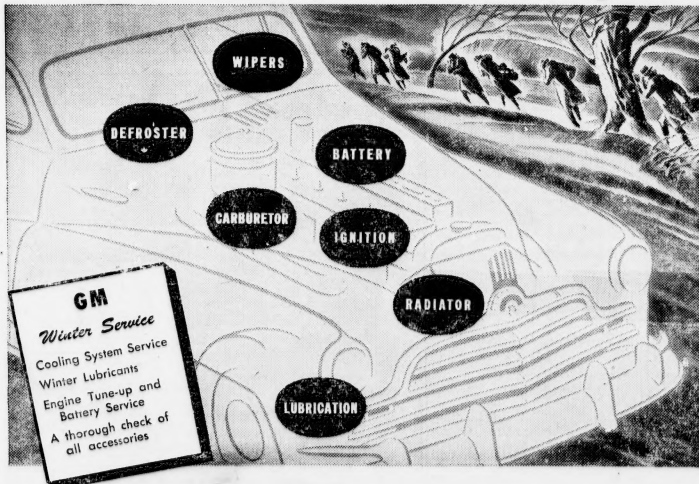 WIPERS
DEFROSTER
BATTERY
CARBURETOR
IGNITION
RADIATOR
LUBRICATION
GM
Winter Service
Cooling System Service
Winter Lubricants
Engine Tune-up and
Battery Service
A thorough check of
all accessories